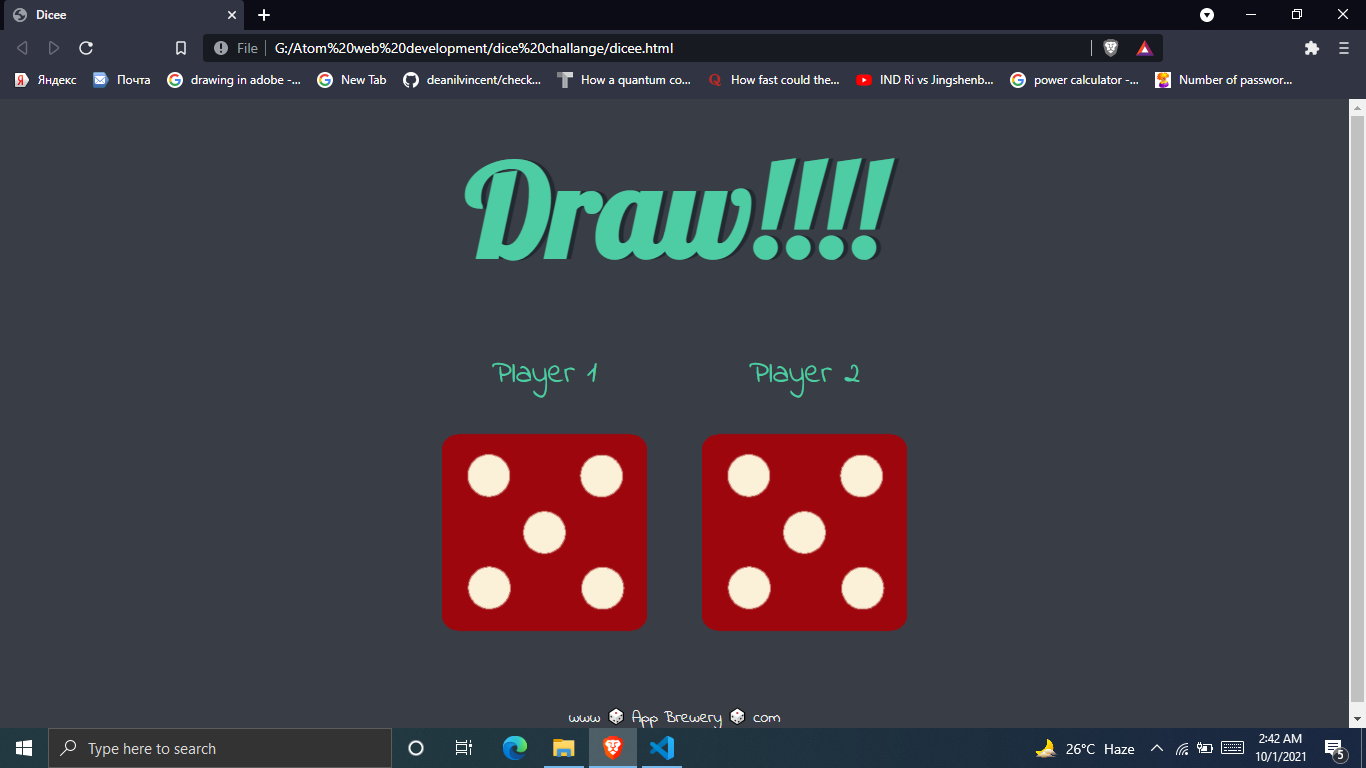 Dicee
File G:/Atom%20web%20development/dice%20challange/dicee.html
Яндекс Почта drawing in adobe -... New Tab deanilvincent/check... How a quantum co... How fast could the... IND Ri vs Jingshenb... power calculator -... Number of passwor...
Draw!!!!
Player 1 Player 2
www App Brewery com
Type here to search
26°C Haze
2:42 AM
10/1/2021
5